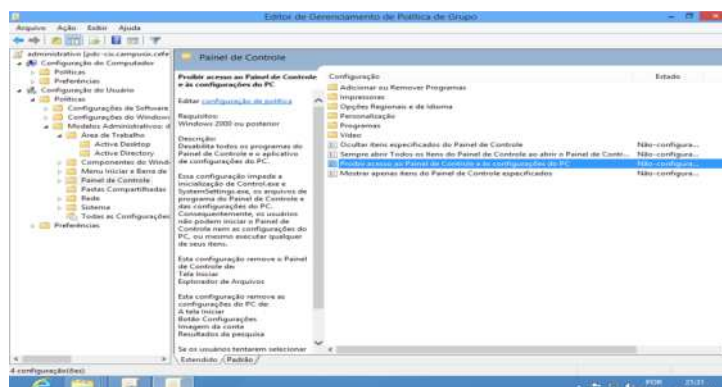 Editor de Gerenciamento de Política de Grupo
Arquivo Ação Exibir Ajuda
Configuração do Computador
Políticas
Preferências
Configuração do Usuário
Políticas
Configurações de Software
Configurações do Windows
Modelos Administrativos: d
Área de Trabalho
Active Desktop
Active Directory
Componentes do Wind
Menu Iniciar e Barra de
Painel de Controle
Pastas Compartilhadas
Rede
Sistema
Todas as Configurações
Preferências
Painel de Controle
Proibir acesso ao Painel de Controle
e às configurações do PC
Editar configuração de política
Requisitos:
Windows 2000 ou posterior
Descrição:
Desabilita todos os programas do
Painel de Controle e o aplicativo
de configurações do PC.
Essa configuração impede a
inicialização de Control.exe e
SystemSettings.exe, os arquivos de
programa do Painel de Controle e
das configurações do PC.
Consequentemente, os usuários
não podem iniciar o Painel de
Controle nem as configurações do
PC, ou mesmo executar qualquer
de seus itens.
Esta configuração remove o Painel
de Controle de:
Tela Iniciar
Explorador de Arquivos
Esta configuração remove as
configurações do PC de:
A tela Iniciar
Botão Configurações
Imagem da conta
Resultados da pesquisa
Se os usuários tentarem selecionar
Configuração Estado
Adicionar ou Remover Programas
Impressoras
Opções Regionais e de Idioma
Personalização
Programas
Vídeo
Ocultar itens especificados do Painel de Controle Não-configura...
Sempre abrir Todos os Itens do Painel de Controle ao abrir o Painel de Contr... Não-configura...
Proibir acesso ao Painel de Controle e às configurações do PC Não-configura...
Mostrar apenas itens do Painel de Controle especificados Não-configura...
Estendido Padrão
4 configuração(ões)
POR 21:21